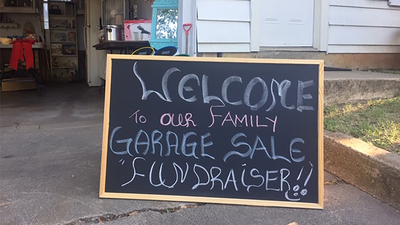 WELCOME
TO OUR FAMILY
GARAGE SALE
"FUNDRAISER"!!